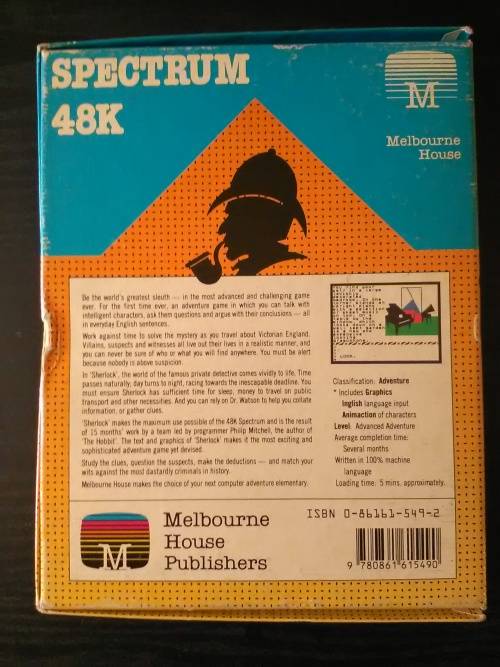 SPECTRUM
48K
M
Melbourne
House
Be the world's greatest sleuth — in the most advanced and challenging game
ever. For the first time ever, an adventure game in which you can talk with
intelligent characters, ask them questions and argue with their conclusions — all
in everyday English sentences.
Work against time to solve the mystery as you travel about Victorian England.
Villains, suspects and witnesses all live out their lives in a realistic manner, and
you can never be sure of who or what you will find anywhere. You must be alert
because nobody is above suspicion.
In 'Sherlock', the world of the famous private detective comes vividly to life. Time
passes naturally, day turns to night, racing towards the inescapable deadline. You
must ensure Sherlock has sufficient time for sleep, money to travel on public
transport and other necessities. And you can rely on Dr. Watson to help you collate
information, or gather clues.
'Sherlock' makes the maximum use possible of the 48K Spectrum and is the result
of 15 months' work by a team led by programmer Philip Mitchell, the author of
'The Hobbit'. The text and graphics of 'Sherlock' makes it the most exciting and
sophisticated adventure game yet devised.
Study the clues, question the suspects, make the deductions — and match your
wits against the most dastardly criminals in history.
Melbourne House makes the choice of your next computer adventure elementary.
Classification: Adventure
* includes Graphics
Inglish language input
Animaction of characters
Level: Advanced Adventure
Average completion time:
Several months
Written in 100% machine
language
Loading time: 5 mins. approximately.
M
Melbourne
House
Publishers
ISBN 0-86161-549-2
9 780861 615490